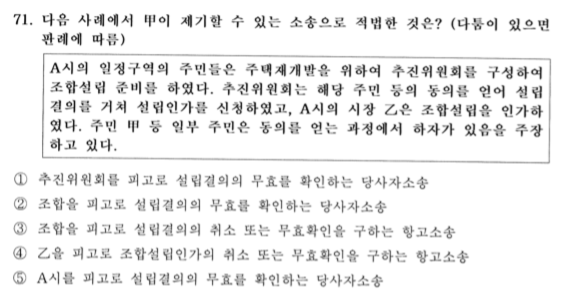 71. 다음 사례에서 甲이 제기할 수 있는 소송으로 적법한 것은? (다툼이 있으면
판례에 따름)
A시의 일정구역의 주민들은 주택재개발을 위하여 추진위원회를 구성하여
조합설립 준비를 하였다. 추진위원회는 해당 주민 등의 동의를 얻어 설립
결의를 거쳐 설립인가를 신청하였고, A시의 시장 乙은 조합설립을 인가하
였다. 주민 甲 등 일부 주민은 동의를 얻는 과정에서 하자가 있음을 주장
하고 있다.
① 추진위원회를 피고로 설립결의의 무효를 확인하는 당사자소송
② 조합을 피고로 설립결의의 무효를 확인하는 당사자소송
③ 조합을 피고로 설립결의의 취소 또는 무효확인을 구하는 항고소송
④ 乙을 피고로 조합설립인가의 취소 또는 무효확인을 구하는 항고소송
⑤ A시를 피고로 설립결의의 무효를 확인하는 당사자소송